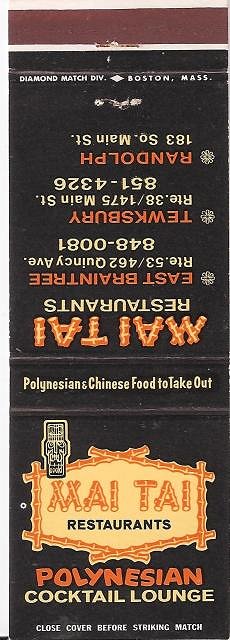 DIAMOND MATCH DIV. BOSTON, MASS.
MAI TAI
RESTAURANTS
EAST BRAINTREE
Rte.53/462 Quincy Ave.
848-0081
TEWKSBURY
Rte.38/1475 Main St.
851-4326
RANDOLPH
183 So. Main St.
Polynesian & Chinese Food to Take Out
MAI TAI
RESTAURANTS
POLYNESIAN
COCKTAIL LOUNGE
CLOSE COVER BEFORE STRIKING MATCH